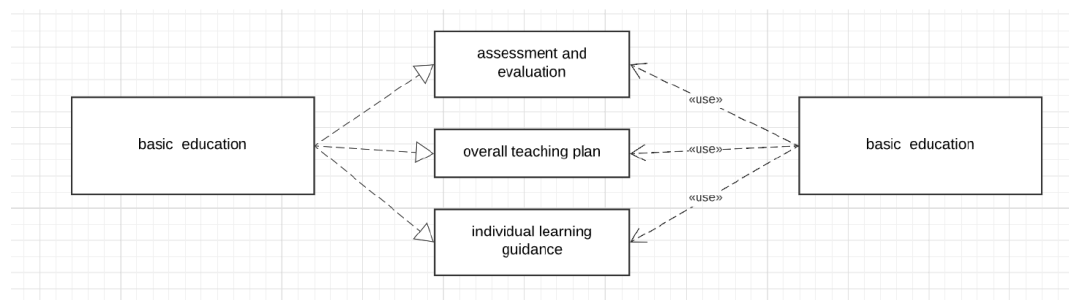 assessment and
evaluation
«use»
basic  education
overall teaching plan
«use»
basic  education
«use»
individual learning
guidance